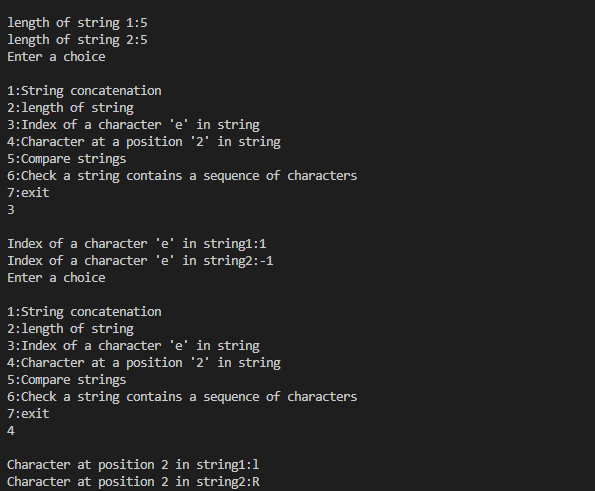 length of string 1:5
length of string 2:5
Enter a choice
1:String concatenation
2:length of string
3:Index of a character 'e' in string
4:Character at a position '2' in string
5:Compare strings
6:Check a string contains a sequence of characters
7:exit
3
Index of a character 'e' in string1:1
Index of a character 'e' in string2:-1
Enter a choice
1:String concatenation
2:length of string
3:Index of a character 'e' in string
4:Character at a position '2' in string
5:Compare strings
6:Check a string contains a sequence of characters
7:exit
4
Character at position 2 in string1:l
Character at position 2 in string2:R